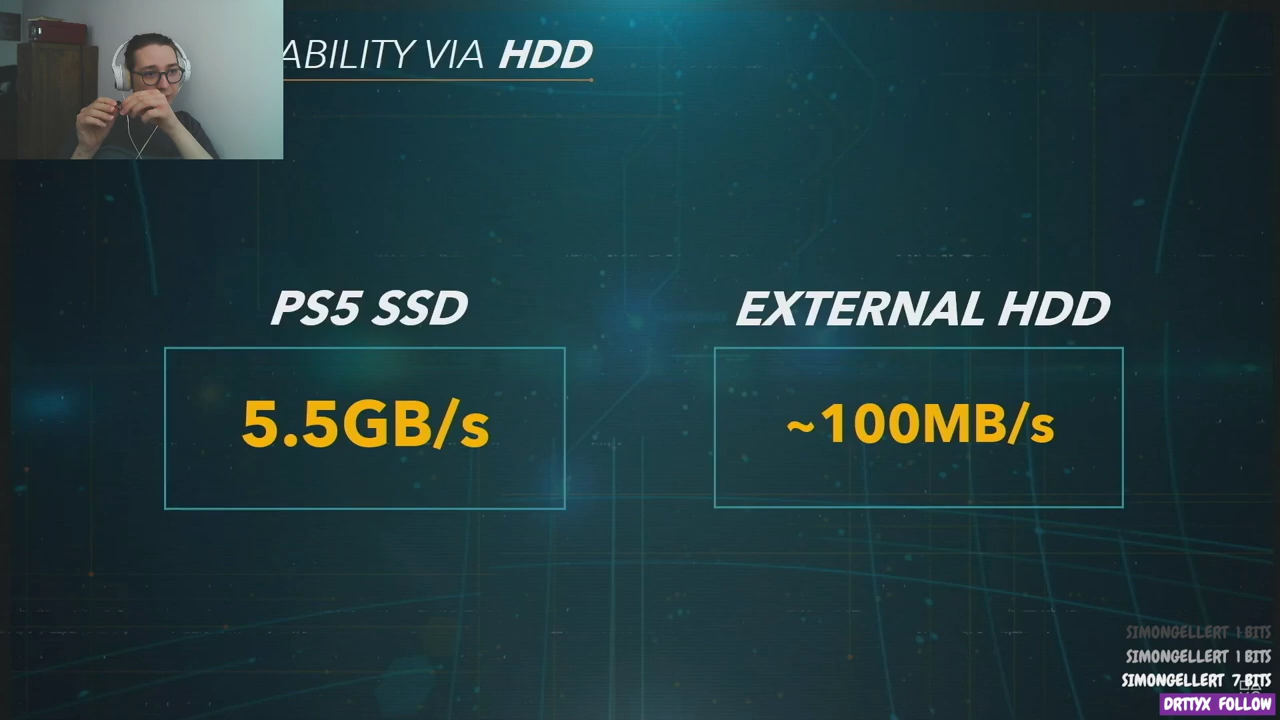 ABILITY VIA HDD
PS5 SSD
EXTERNAL HDD
5.5GB/s
~100MB/s
SIMONGELLERT 1 BITS
SIMONGELLERT 1 BITS
SIMONGELLERT 7 BITS
DRTTYX FOLLOW